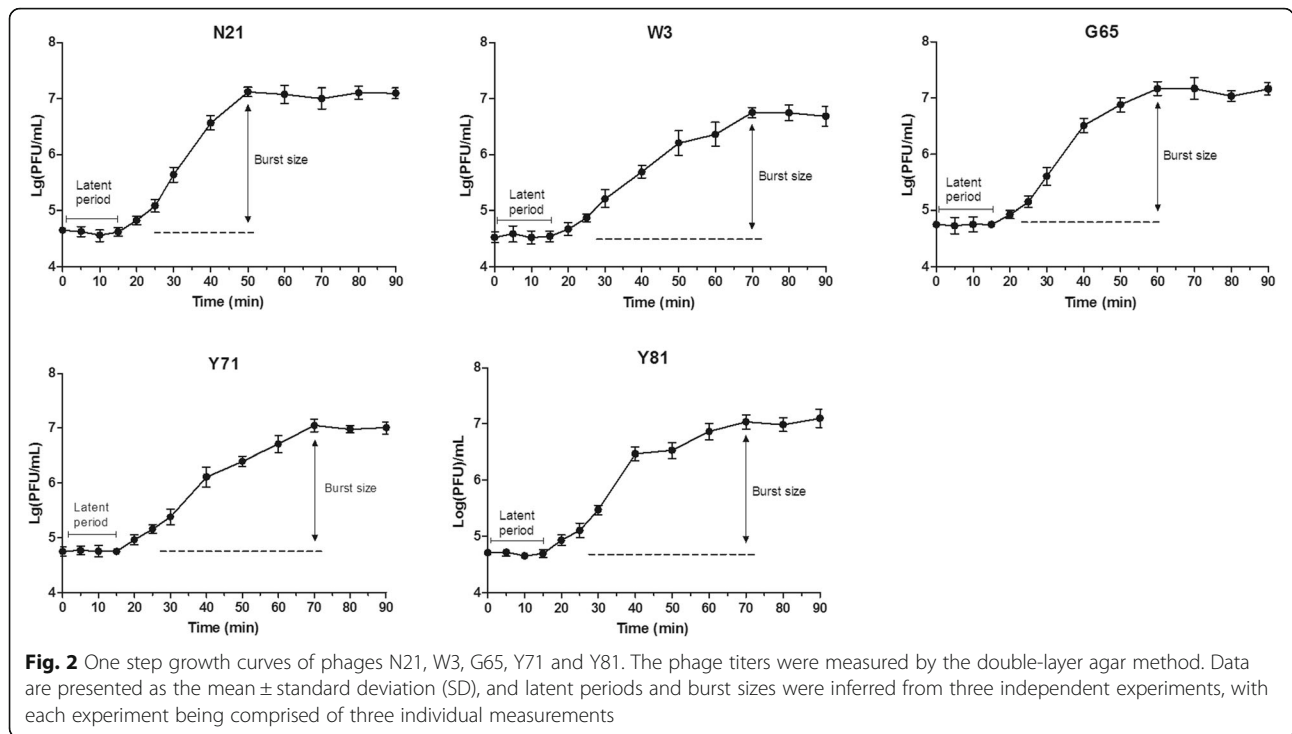 N21
Lg(PFU/mL)
8
7
6
5
4
Latent
period
Burst size
0 10 20 30 40 50 60 70 80 90
Time (min)
W3
Lg(PFU/mL)
8
7
6
5
4
Latent
period
Burst size
0 10 20 30 40 50 60 70 80 90
Time (min)
G65
Lg(PFU/mL)
8
7
6
5
4
Latent
period
Burst size
0 10 20 30 40 50 60 70 80 90
Time (min)
Y71
Lg(PFU/mL)
8
7
6
5
4
Latent
period
Burst size
0 10 20 30 40 50 60 70 80 90
Time (min)
Y81
Log(PFU)/mL
8
7
6
5
4
Latent
period
Burst size
0 10 20 30 40 50 60 70 80 90
Time (min)
Fig. 2 One step growth curves of phages N21, W3, G65, Y71 and Y81. The phage titers were measured by the double-layer agar method. Data
are presented as the mean ± standard deviation (SD), and latent periods and burst sizes were inferred from three independent experiments, with
each experiment being comprised of three individual measurements